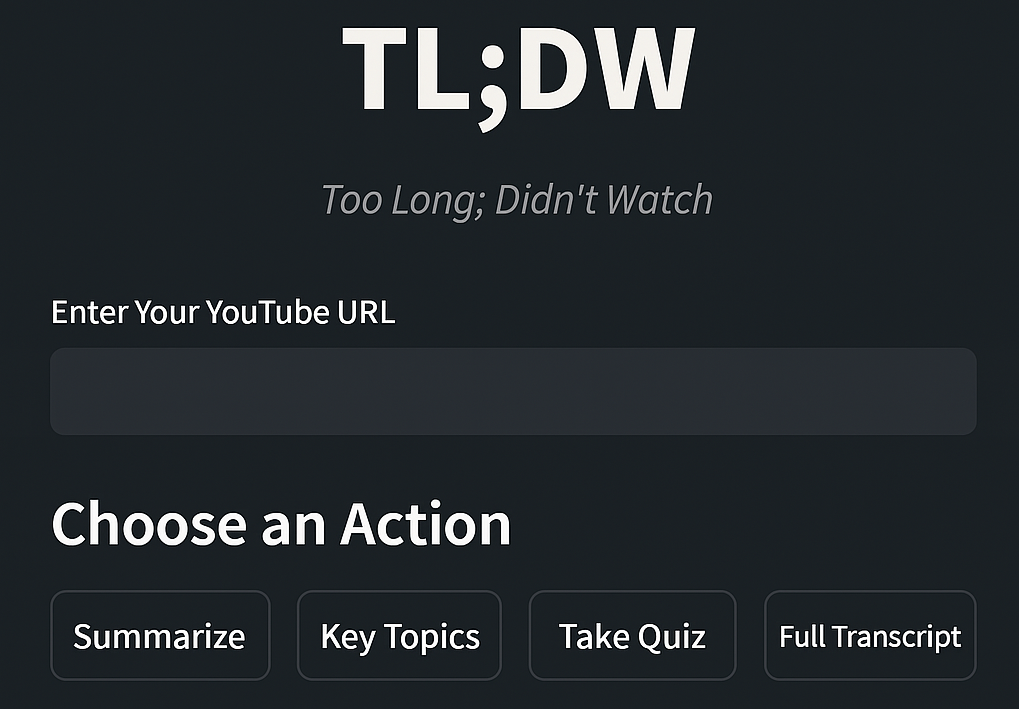 TL;DW
Too Long; Didn't Watch
Enter Your YouTube URL
Choose an Action
Summarize
Key Topics
Take Quiz
Full Transcript